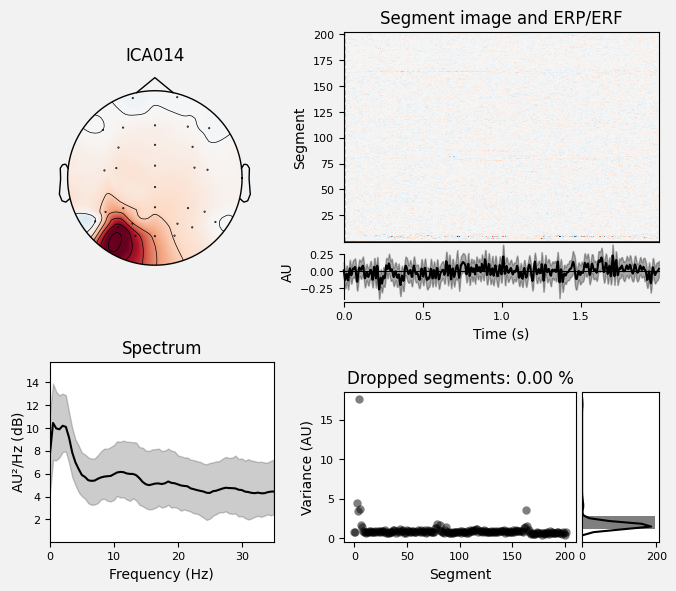 ICA014
Segment image and ERP/ERF
Segment
200
175
150
125
100
75
50
25
AU
0.25
0.00
−0.25
0.0 0.5 1.0 1.5
Time (s)
Spectrum
AU²/Hz (dB)
14
12
10
8
6
4
2
0 10 20 30
Frequency (Hz)
Dropped segments: 0.00 %
Variance (AU)
15
10
5
0
0 50 100 150 200
Segment
0 200